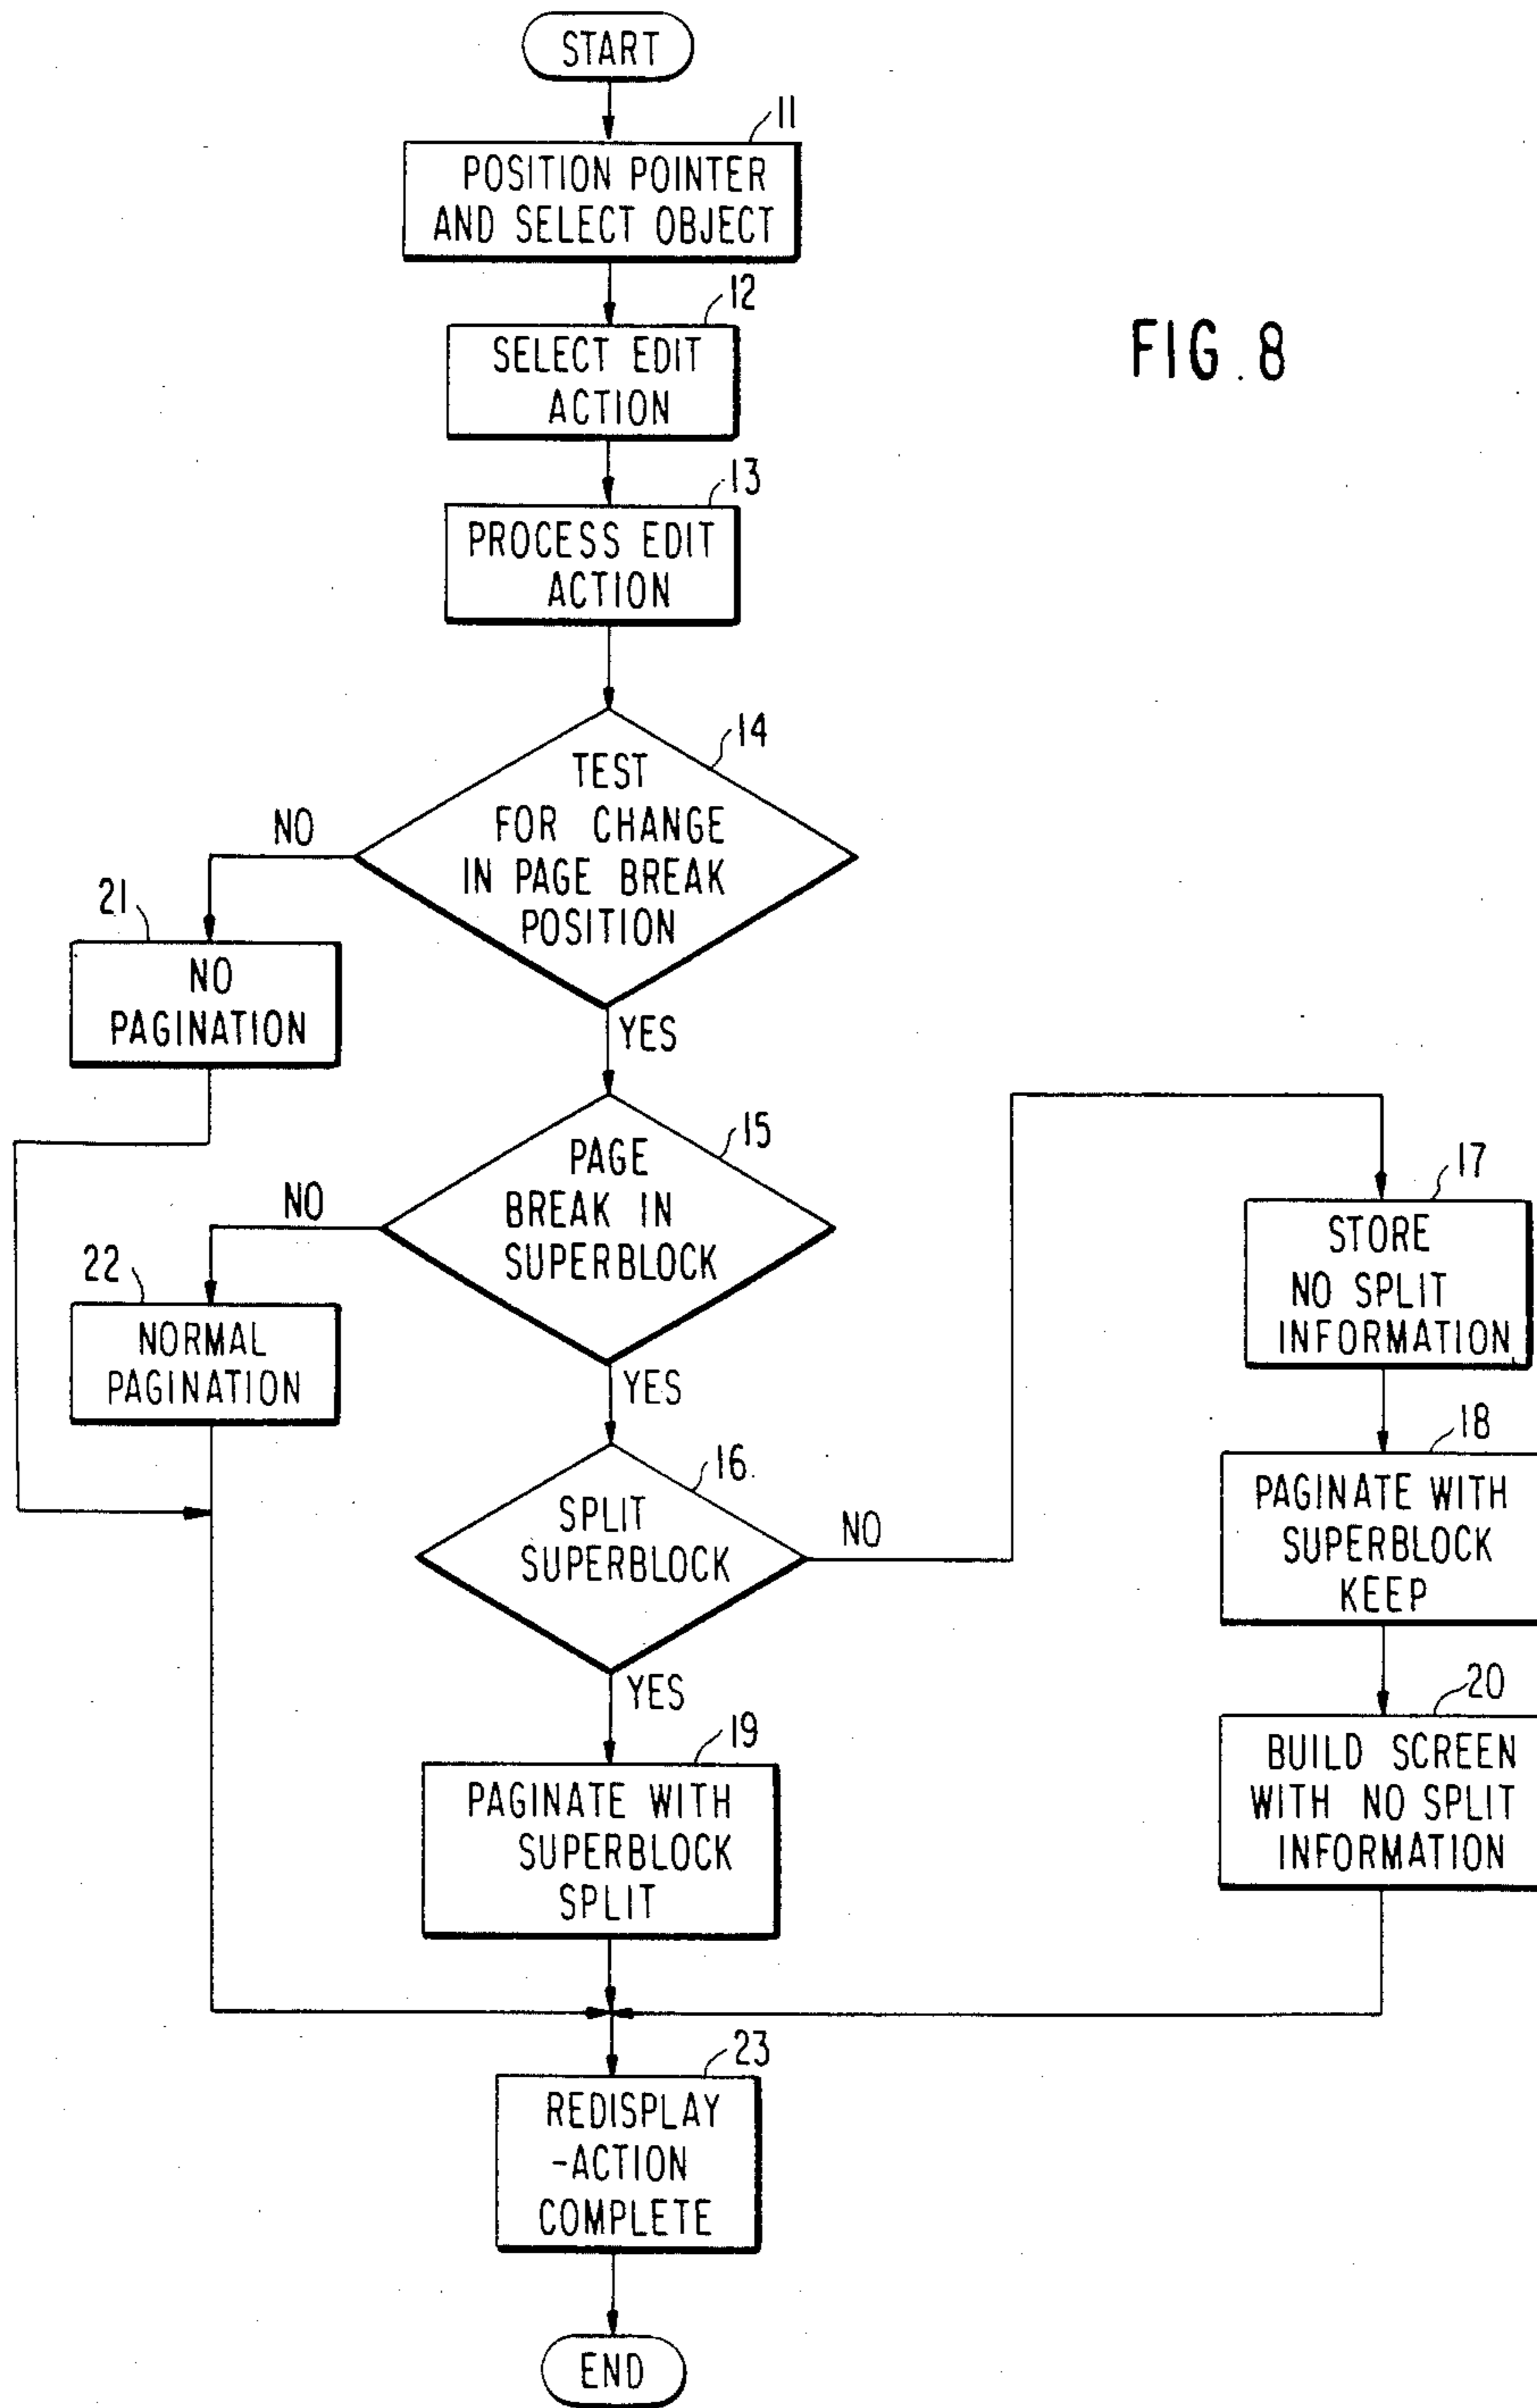 START
11
POSITION POINTER
AND SELECT OBJECT
12
SELECT EDIT
ACTION
FIG. 8
13
PROCESS EDIT
ACTION
14
TEST
FOR CHANGE
IN PAGE BREAK
POSITION
NO
21
NO
PAGINATION
YES
15
PAGE
BREAK IN
SUPERBLOCK
NO
22
NORMAL
PAGINATION
YES
16
SPLIT
SUPERBLOCK
NO
17
STORE
NO SPLIT
INFORMATION
18
PAGINATE WITH
SUPERBLOCK
KEEP
20
BUILD SCREEN
WITH NO SPLIT
INFORMATION
YES
19
PAGINATE WITH
SUPERBLOCK
SPLIT
23
REDISPLAY
-ACTION
COMPLETE
END